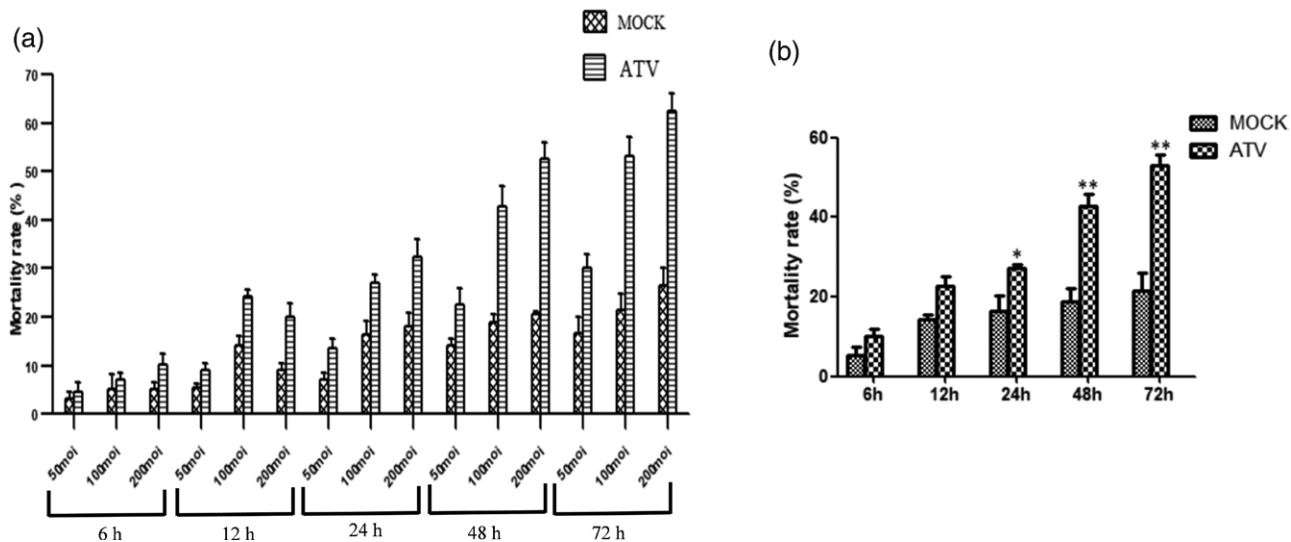 (a)
MOCK
ATV
Mortality rate (%)
70
60
50
40
30
20
10
0
50moi 100moi 200moi 50moi 100moi 200moi 50moi 100moi 200moi 50moi 100moi 200moi 50moi 100moi 200moi
6 h 12 h 24 h 48 h 72 h
(b)
MOCK
ATV
Mortality rate (%)
60
40
20
0
* ** **
6h 12h 24h 48h 72h